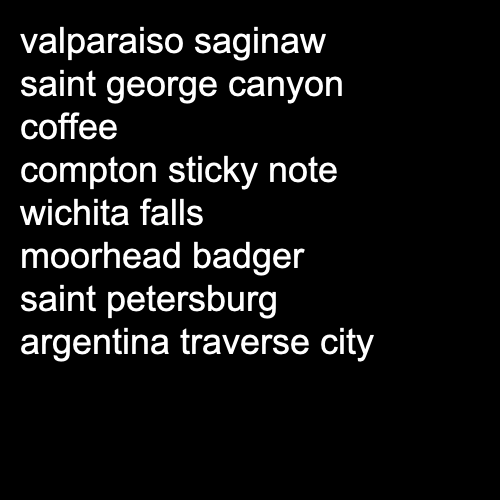 valparaiso saginaw
saint george canyon
coffee
compton sticky note
wichita falls
moorhead badger
saint petersburg
argentina traverse city